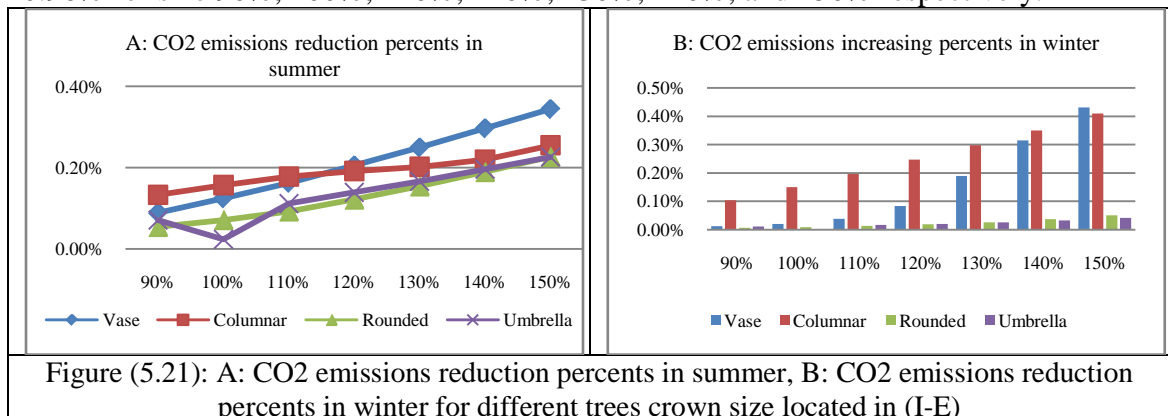 A: CO2 emissions reduction percents in
summer
0.40%
0.20%
0.00%
90% 100% 110% 120% 130% 140% 150%
Vase Columnar Rounded Umbrella
B: CO2 emissions increasing percents in winter
0.50%
0.40%
0.30%
0.20%
0.10%
0.00%
90% 100% 110% 120% 130% 140% 150%
Vase Columnar Rounded Umbrella
Figure (5.21): A: CO2 emissions reduction percents in summer, B: CO2 emissions reduction
percents in winter for different trees crown size located in (I-E)